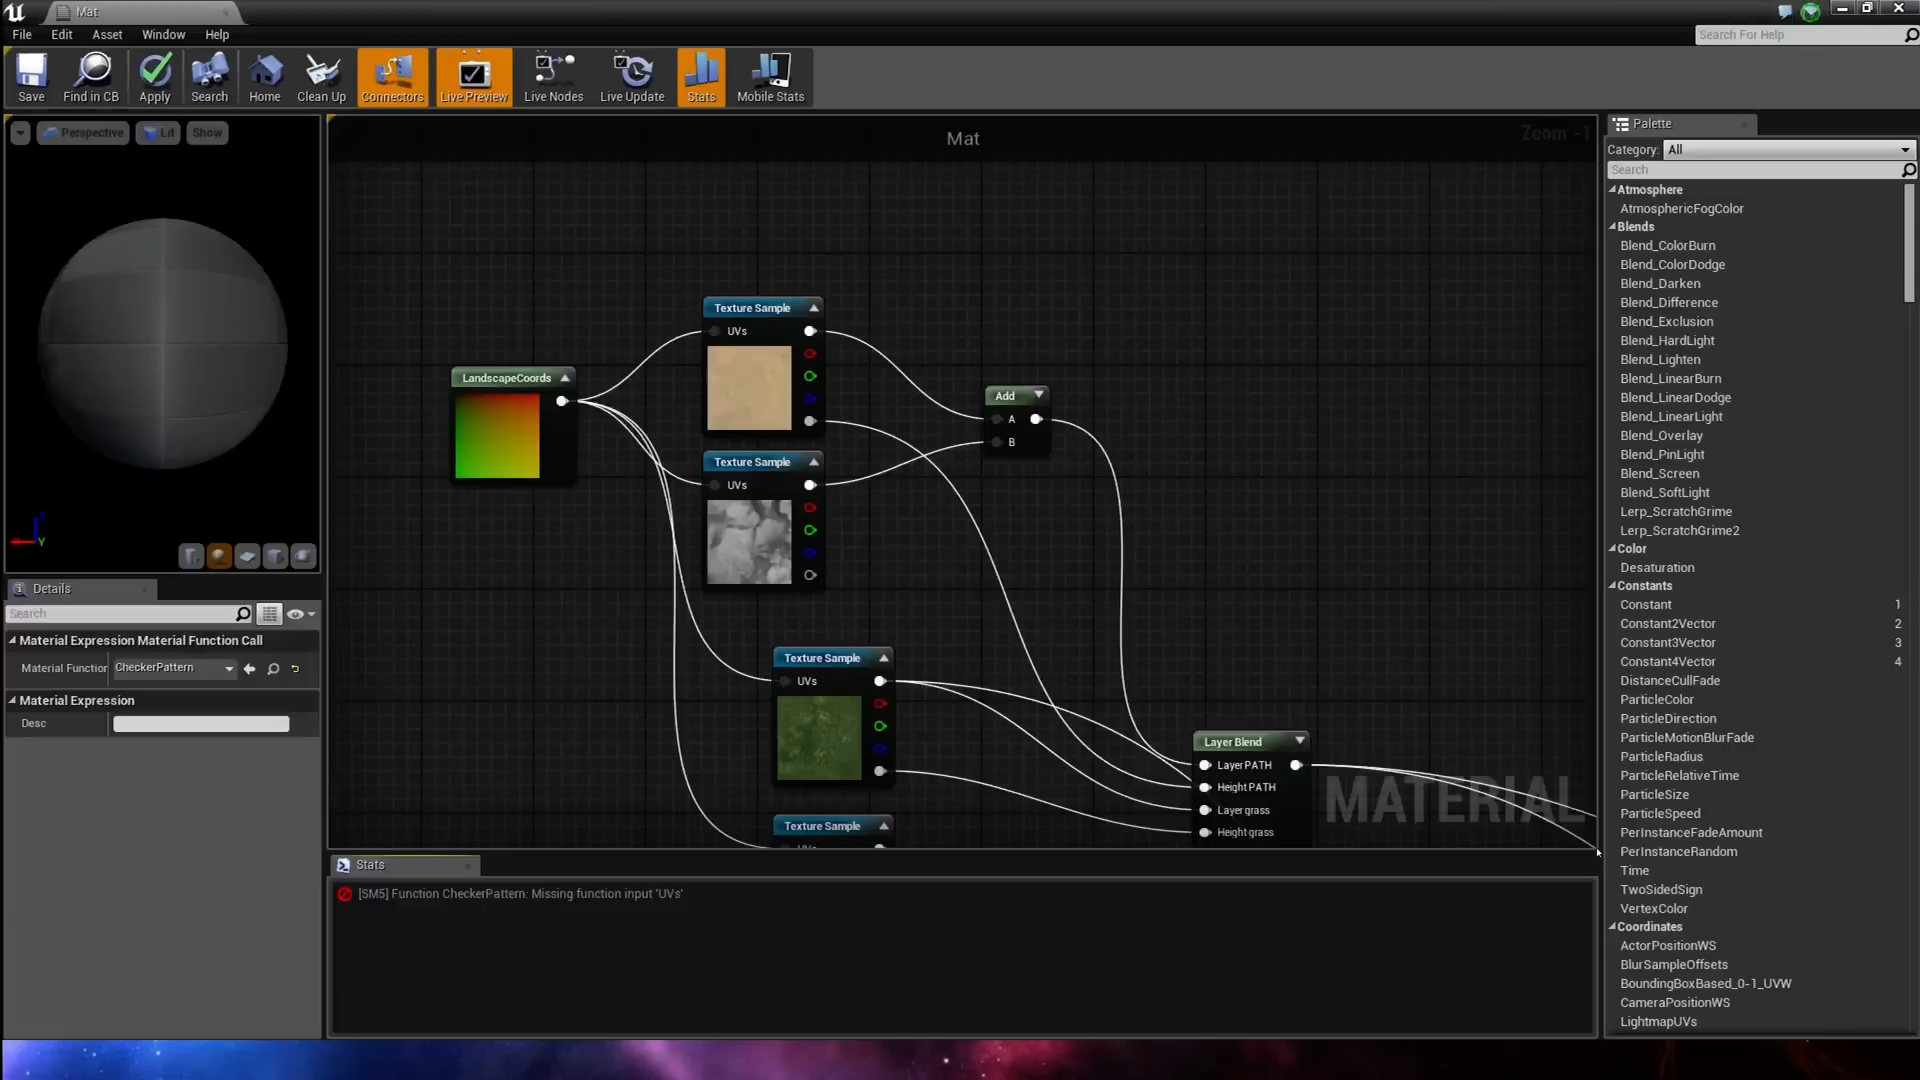 Mat
File Edit Asset Window Help
Search For Help
Save Find in CB Apply Search Home Clean Up Connectors Live Preview Live Nodes Live Update Stats Mobile Stats
Perspective Lit Show
Mat
Zoom -1
Palette
Category: All
Search
Atmosphere
AtmosphericFogColor
Blends
Blend_ColorBurn
Blend_ColorDodge
Blend_Darken
Blend_Difference
Blend_Exclusion
Blend_HardLight
Blend_Lighten
Blend_LinearBurn
Blend_LinearDodge
Blend_LinearLight
Blend_Overlay
Blend_PinLight
Blend_Screen
Blend_SoftLight
Lerp_ScratchGrime
Lerp_ScratchGrime2
Color
Desaturation
Constants
Constant 1
Constant2Vector 2
Constant3Vector 3
Constant4Vector 4
DistanceCullFade
ParticleColor
ParticleDirection
ParticleMotionBlurFade
ParticleRadius
ParticleRelativeTime
ParticleSize
ParticleSpeed
PerInstanceFadeAmount
PerInstanceRandom
Time
TwoSidedSign
VertexColor
Coordinates
ActorPositionWS
BlurSampleOffsets
BoundingBoxBased_0-1_UVW
CameraPositionWS
LightmapUVs
LandscapeCoords
Texture Sample
UVs
Texture Sample
UVs
Add
A
B
Texture Sample
UVs
Texture Sample
Layer Blend
Layer PATH
Height PATH
Layer grass
Height grass
MATERIAL
Z
Y
Details
Search
Material Expression Material Function Call
Material Function CheckerPattern
Material Expression
Desc
Stats
[SM5] Function CheckerPattern: Missing function input 'UVs'